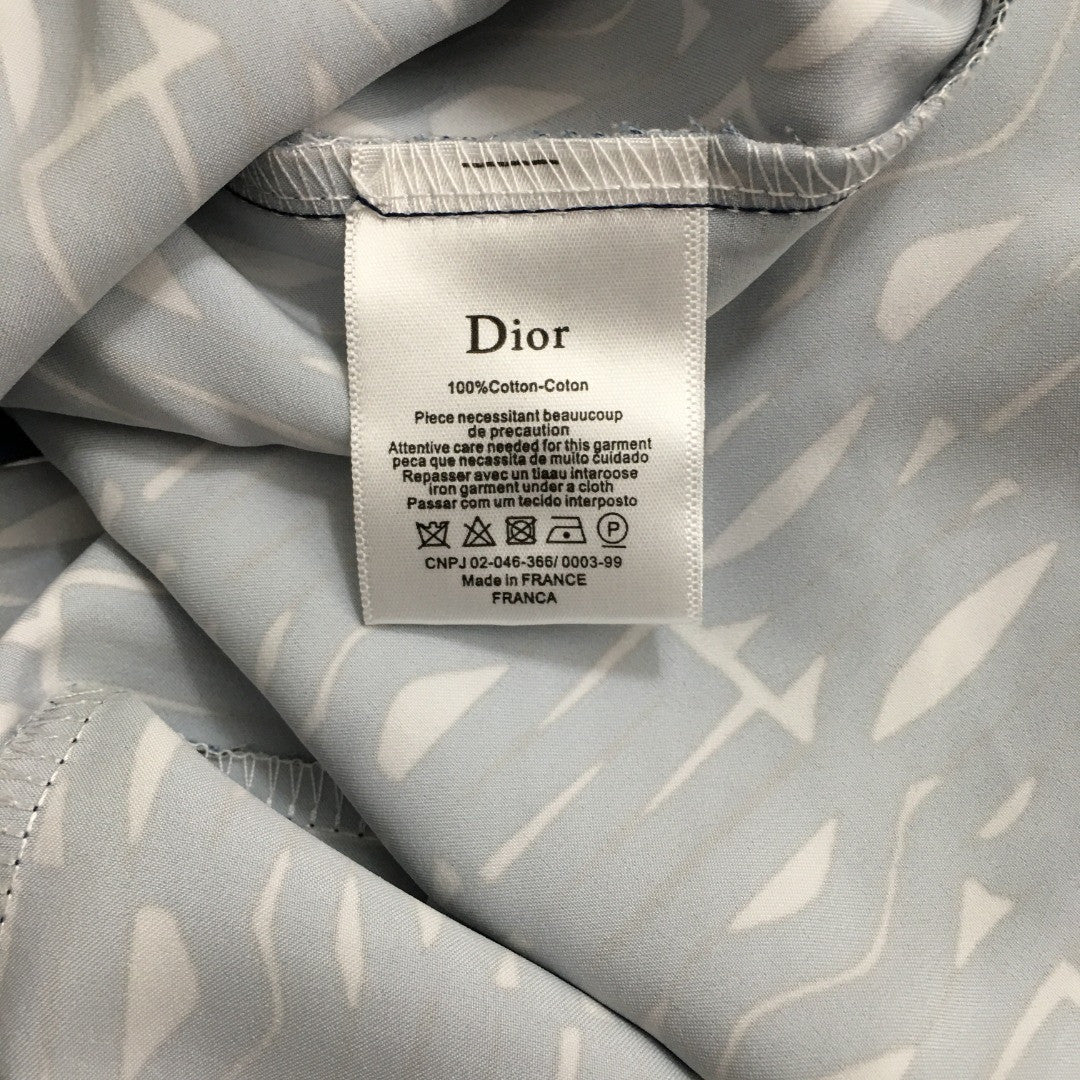 Dior
100%Cotton-Coton
Piece necessitant beauucoup
de precaution
Attentive care needed for this garment
peca que necassita de muito cuidado
Repasser avec un tiaau intaroose
iron garment under a cloth
Passar com um tecido interposto
P
CNPJ 02-046-366/ 0003-99
Made in FRANCE
FRANCA